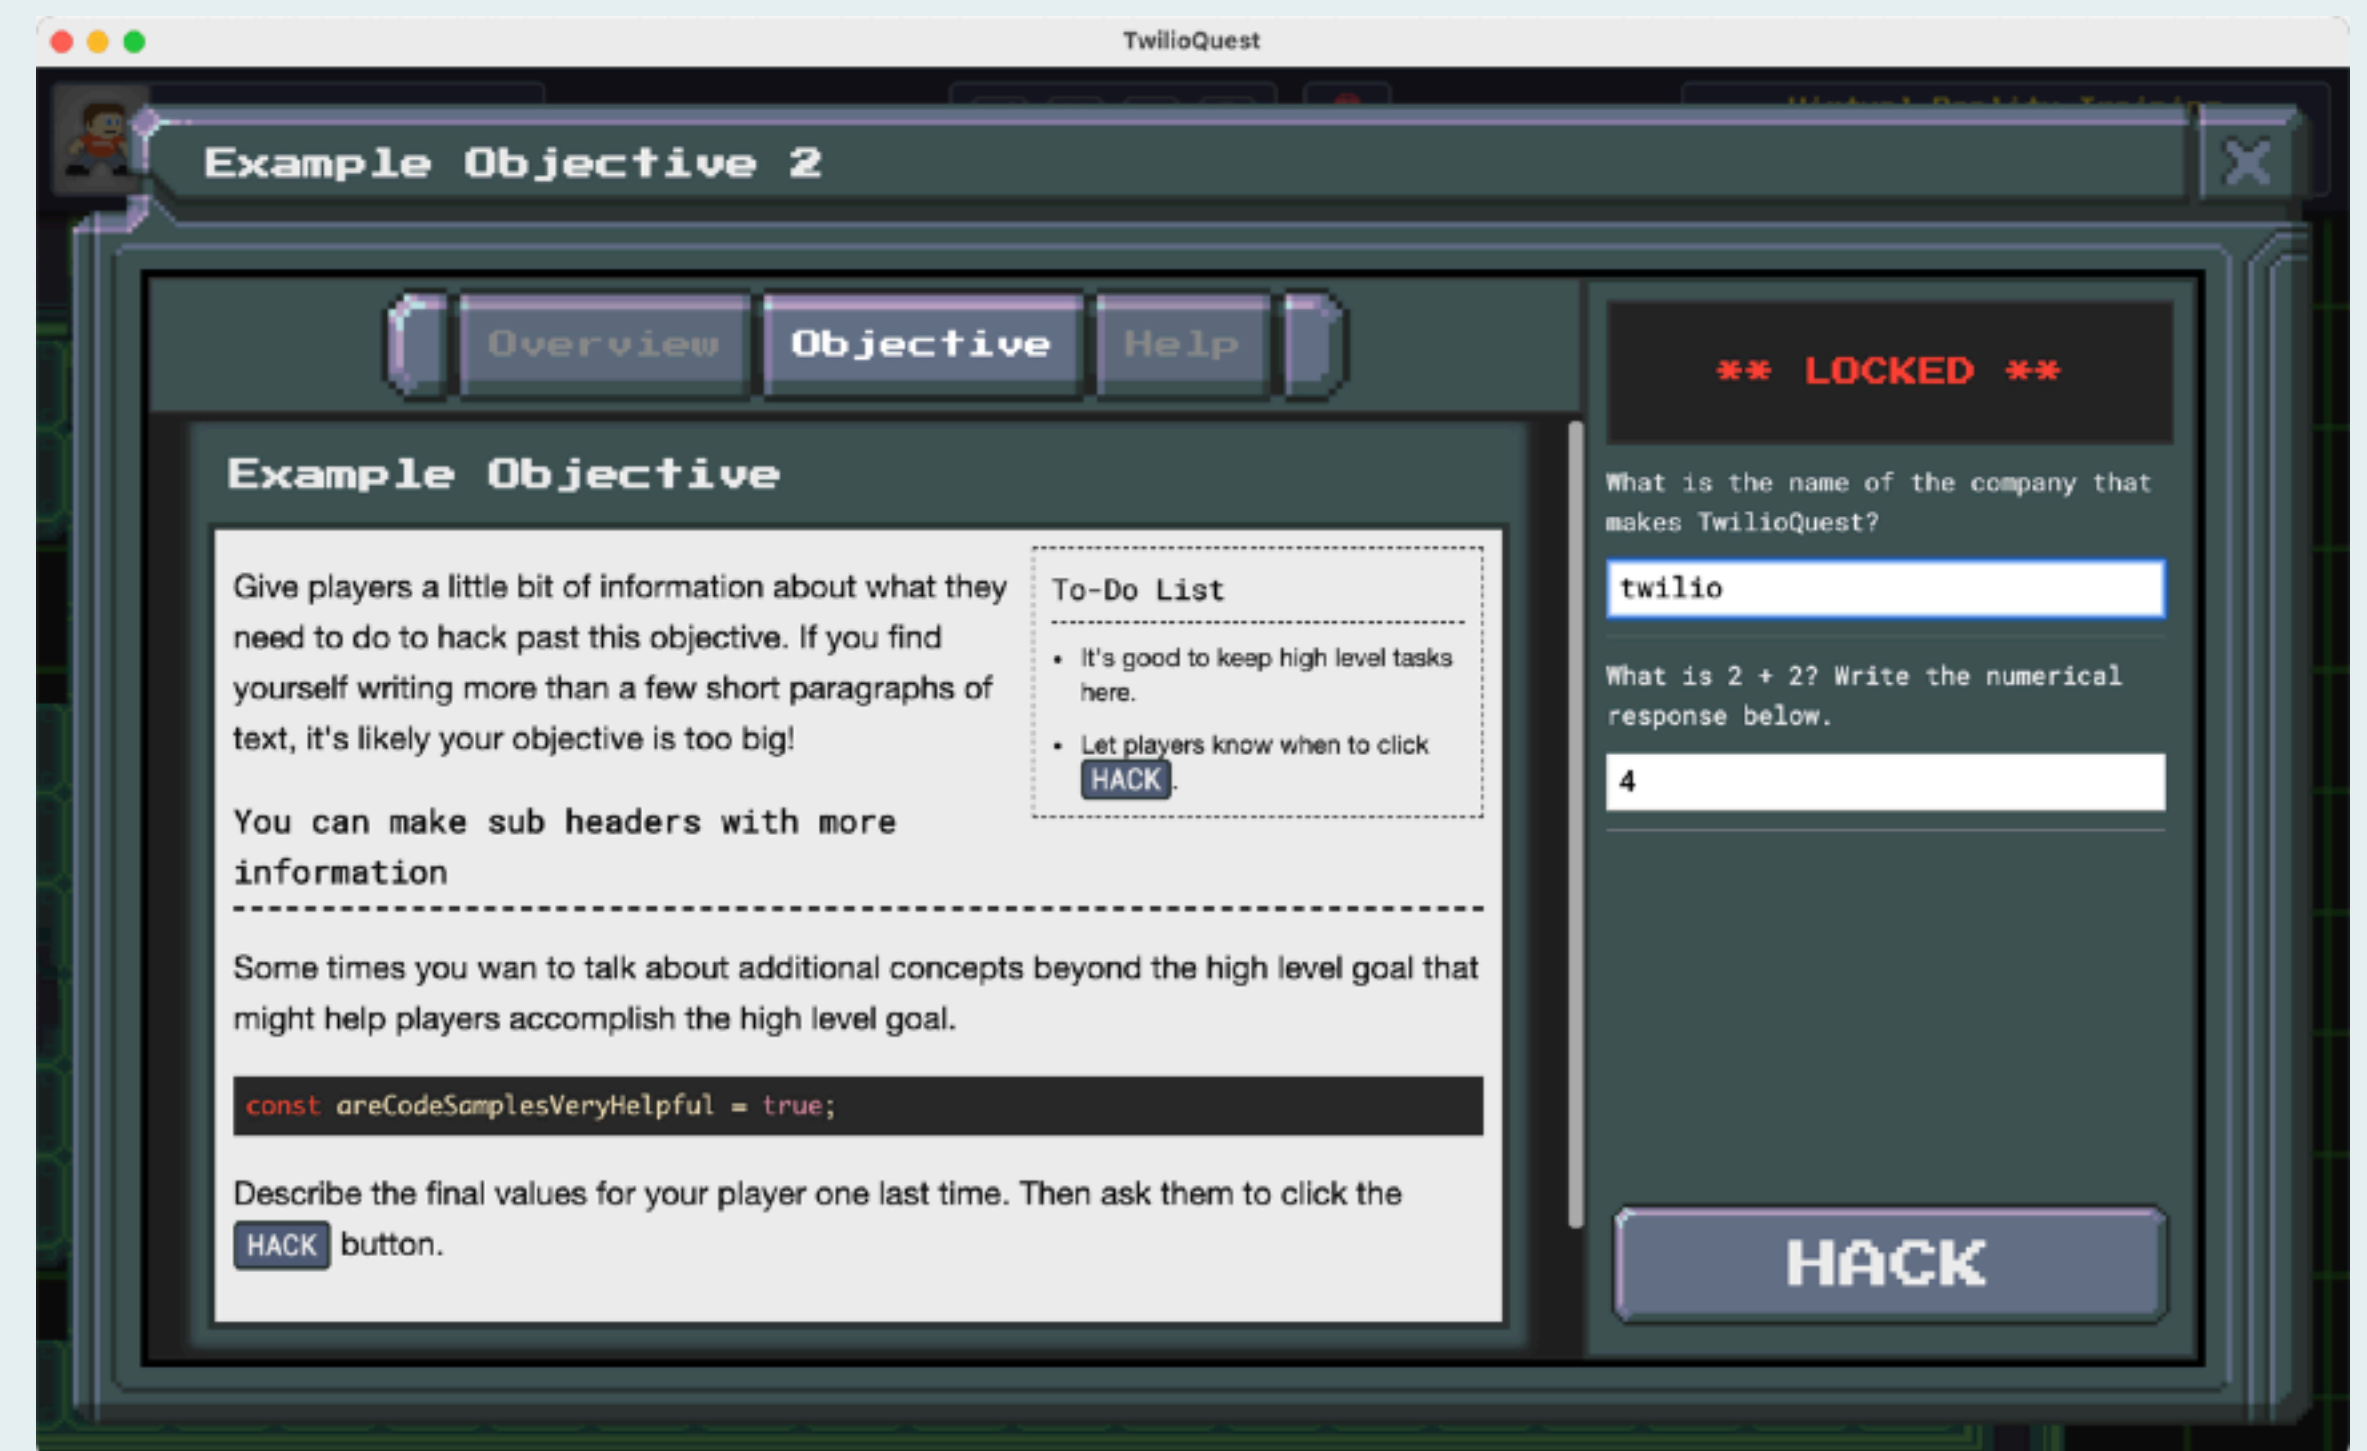 TwilioQuest
Virtual Reality Training
Example Objective 2
Overview Objective Help
Example Objective
Give players a little bit of information about what they
need to do to hack past this objective. If you find
yourself writing more than a few short paragraphs of
text, it's likely your objective is too big!
To-Do List
• It's good to keep high level tasks
here.
• Let players know when to click
HACK.
You can make sub headers with more
information
Some times you wan to talk about additional concepts beyond the high level goal that
might help players accomplish the high level goal.
const areCodeSamplesVeryHelpful = true;
Describe the final values for your player one last time. Then ask them to click the
HACK button.
** LOCKED **
What is the name of the company that
makes TwilioQuest?
twilio
What is 2 + 2? Write the numerical
response below.
4
HACK